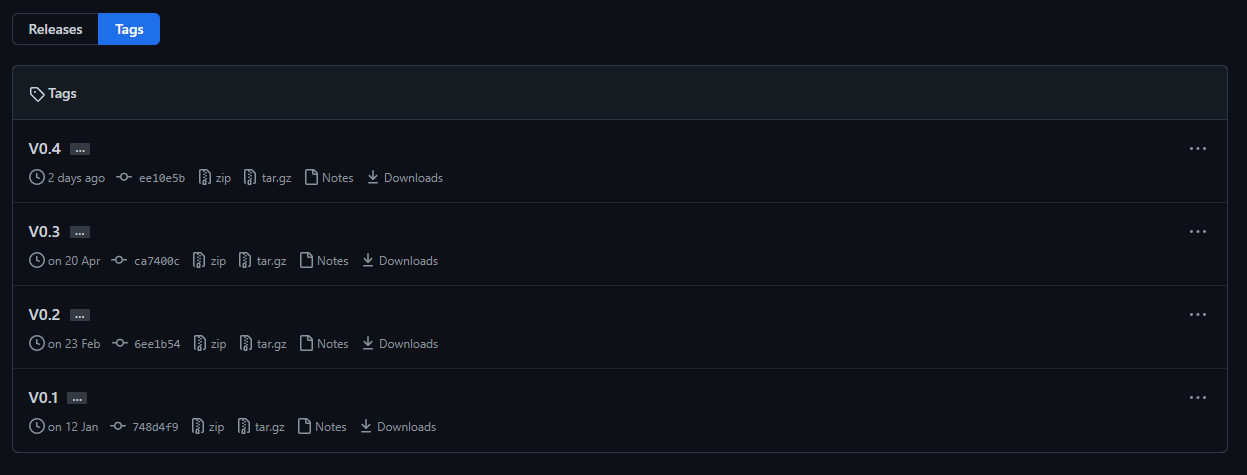 Releases Tags
Tags
V0.4 ...
2 days ago ee10e5b zip tar.gz Notes Downloads
V0.3 ...
on 20 Apr ca7400c zip tar.gz Notes Downloads
V0.2 ...
on 23 Feb 6ee1b54 zip tar.gz Notes Downloads
V0.1 ...
on 12 Jan 748d4f9 zip tar.gz Notes Downloads